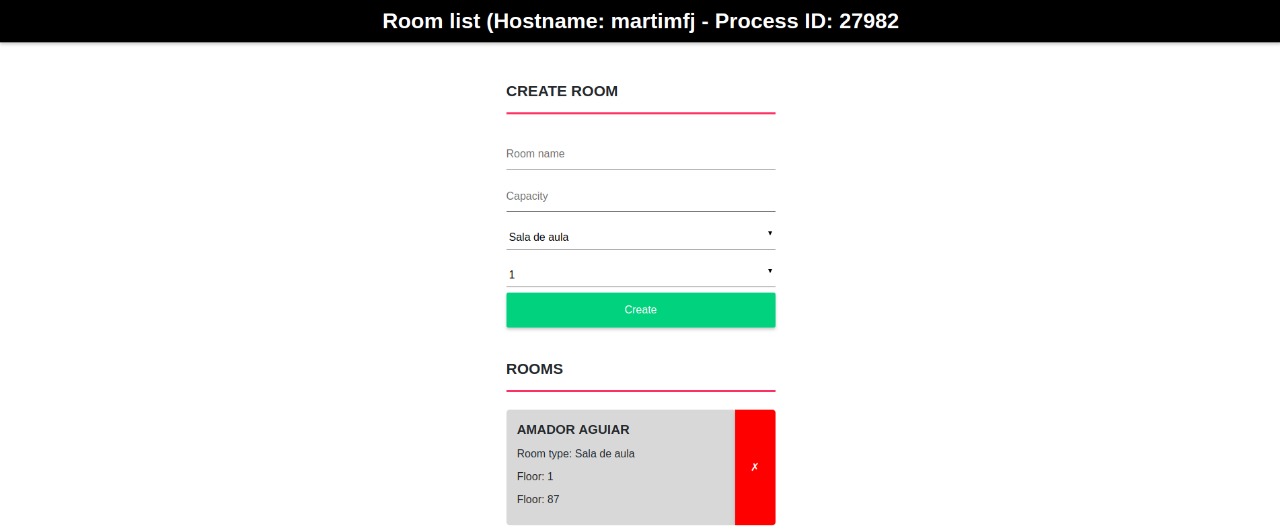 Room list (Hostname: martimfj - Process ID: 27982
CREATE ROOM
Room name
Capacity
Sala de aula
1
Create
ROOMS
AMADOR AGUIAR
Room type: Sala de aula
Floor: 1
Floor: 87
✗